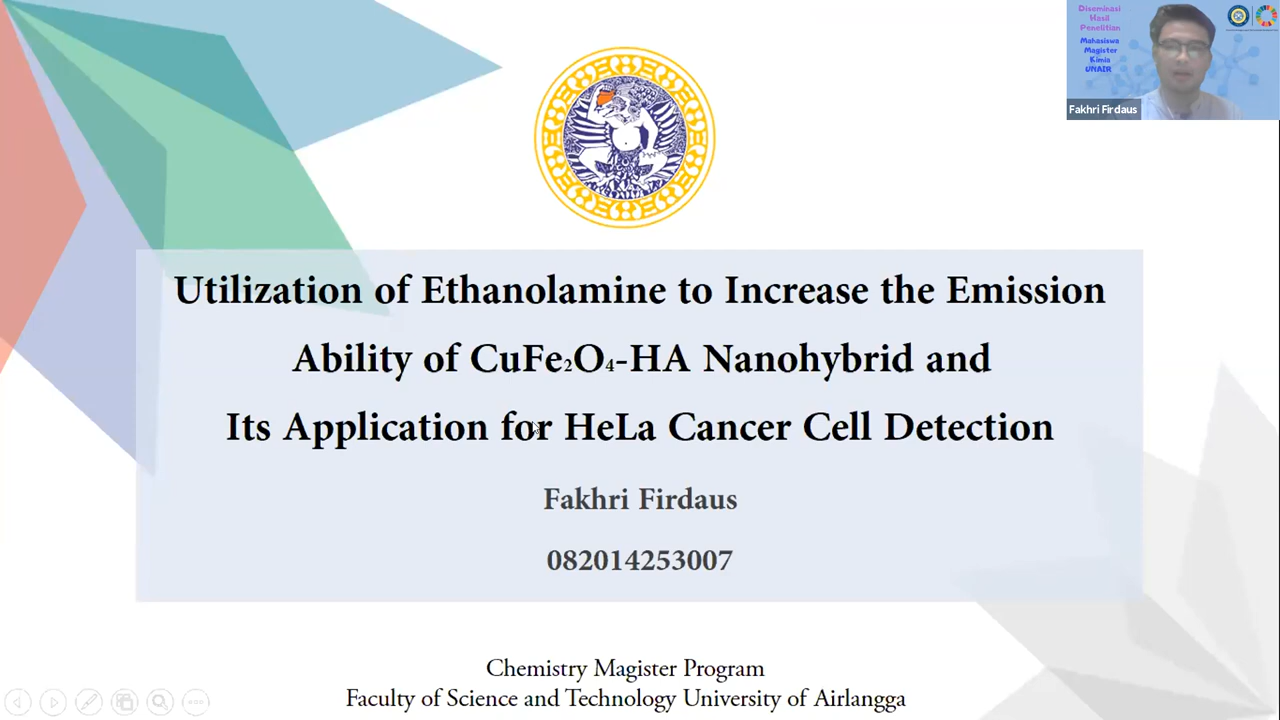 Utilization of Ethanolamine to Increase the Emission
Ability of CuFe₂O₄-HA Nanohybrid and
Its Application for HeLa Cancer Cell Detection
Fakhri Firdaus
082014253007
Chemistry Magister Program
Faculty of Science and Technology University of Airlangga
Diseminasi
Hasil
Penelitian
Mahasiswa
Magister
Kimia
UNAIR
Fakhri Firdaus